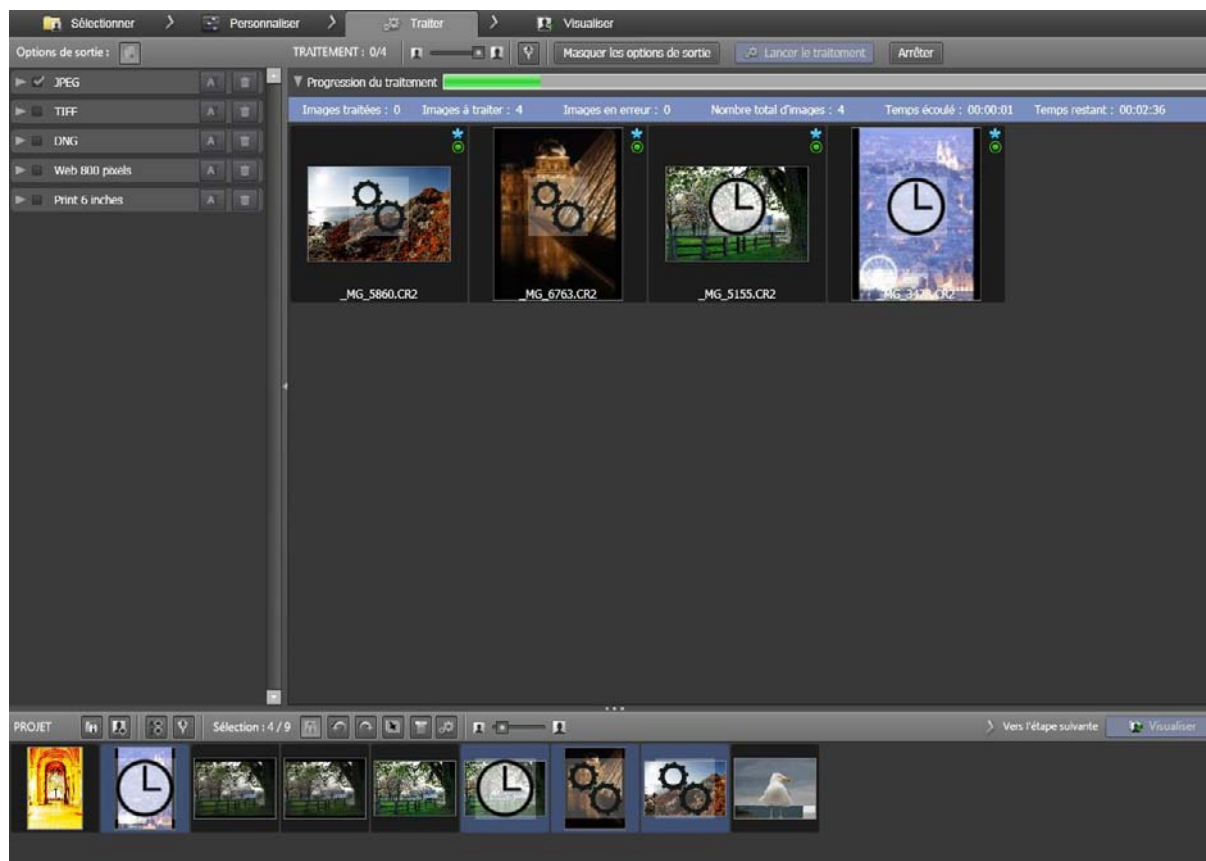 Sélectionner Personnaliser Traiter Visualiser
Options de sortie : TRAITEMENT : 0/4 Masquer les options de sortie Lancer le traitement Arrêter
JPEG A Progression du traitement
TIFF A Images traitées : 0 Images à traiter : 4 Images en erreur : 0 Nombre total d'images : 4 Temps écoulé : 00:00:01 Temps restant : 00:02:36
DNG A
Web 800 pixels A
Print 6 inches A
_MG_5860.CR2 _MG_6763.CR2 _MG_5155.CR2
PROJET Sélection : 4 / 9 Vers l'étape suivante Visualiser